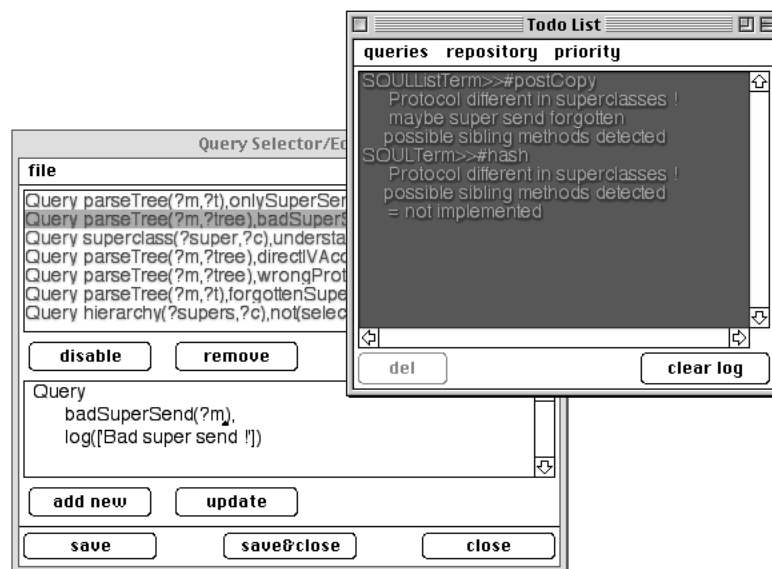 Todo List
queries repository priority
SOULListTerm>>#postCopy
Protocol different in superclasses !
maybe super send forgotten
possible sibling methods detected
SOULTerm>>#hash
Protocol different in superclasses !
possible sibling methods detected
= not implemented
del
clear log
Query Selector/Ed
file
Query parseTree(?m,?t),onlySuperSen
Query parseTree(?m,?tree),badSuperS
Query superclass(?super,?c),understa
Query parseTree(?m,?tree),directIVAcc
Query parseTree(?m,?tree),wrongProt
Query parseTree(?m,?t),forgottenSupe
Query hierarchy(?supers,?c),not(selec
disable
remove
Query
badSuperSend(?m),
log(['Bad super send !'])
add new
update
save
save&close
close